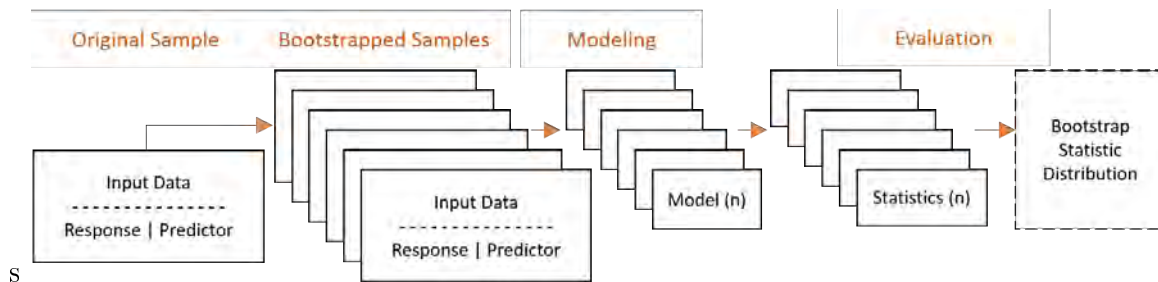 Original Sample
Bootstrapped Samples
Modeling
Evaluation
Input Data
Response | Predictor
Input Data
Response | Predictor
Model (n)
Statistics (n)
Bootstrap
Statistic
Distribution
s